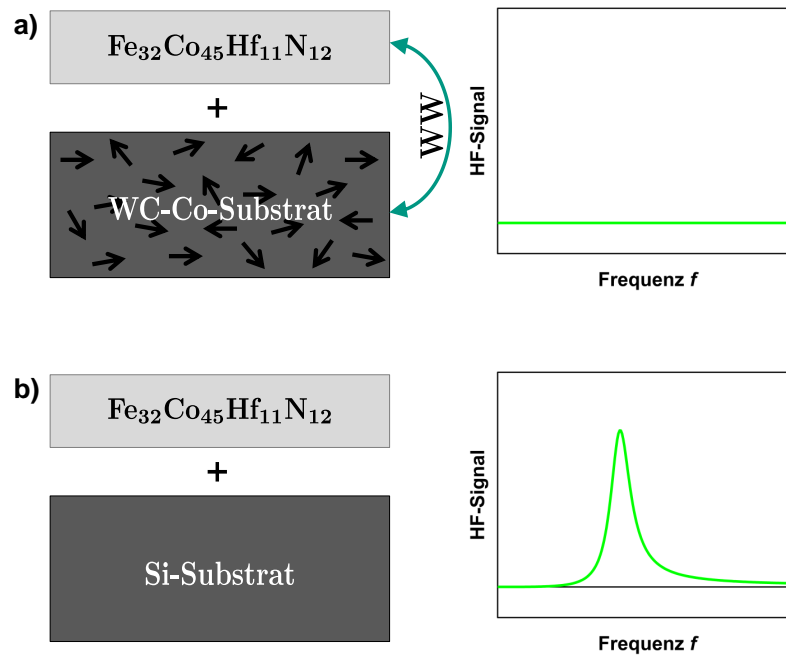 a)
Fe₃₂Co₄₅Hf₁₁N₁₂
+
WW
WC-Co-Substrat
HF-Signal
Frequenz f
b)
Fe₃₂Co₄₅Hf₁₁N₁₂
+
Si-Substrat
HF-Signal
Frequenz f